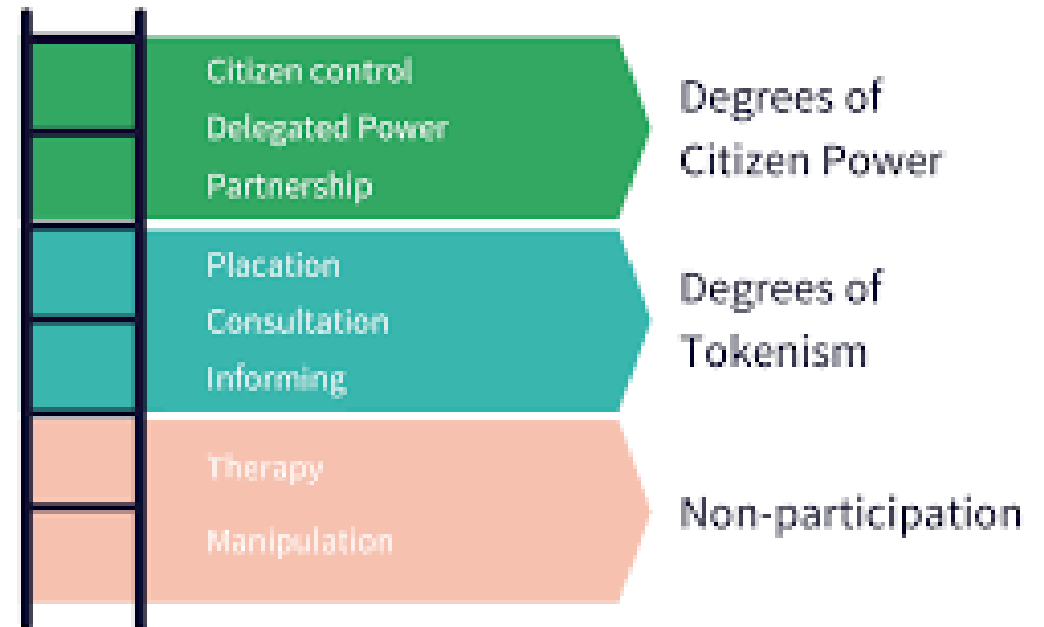 Citizen control
Delegated Power
Partnership
Degrees of
Citizen Power
Placation
Consultation
Informing
Degrees of
Tokenism
Therapy
Manipulation
Non-participation